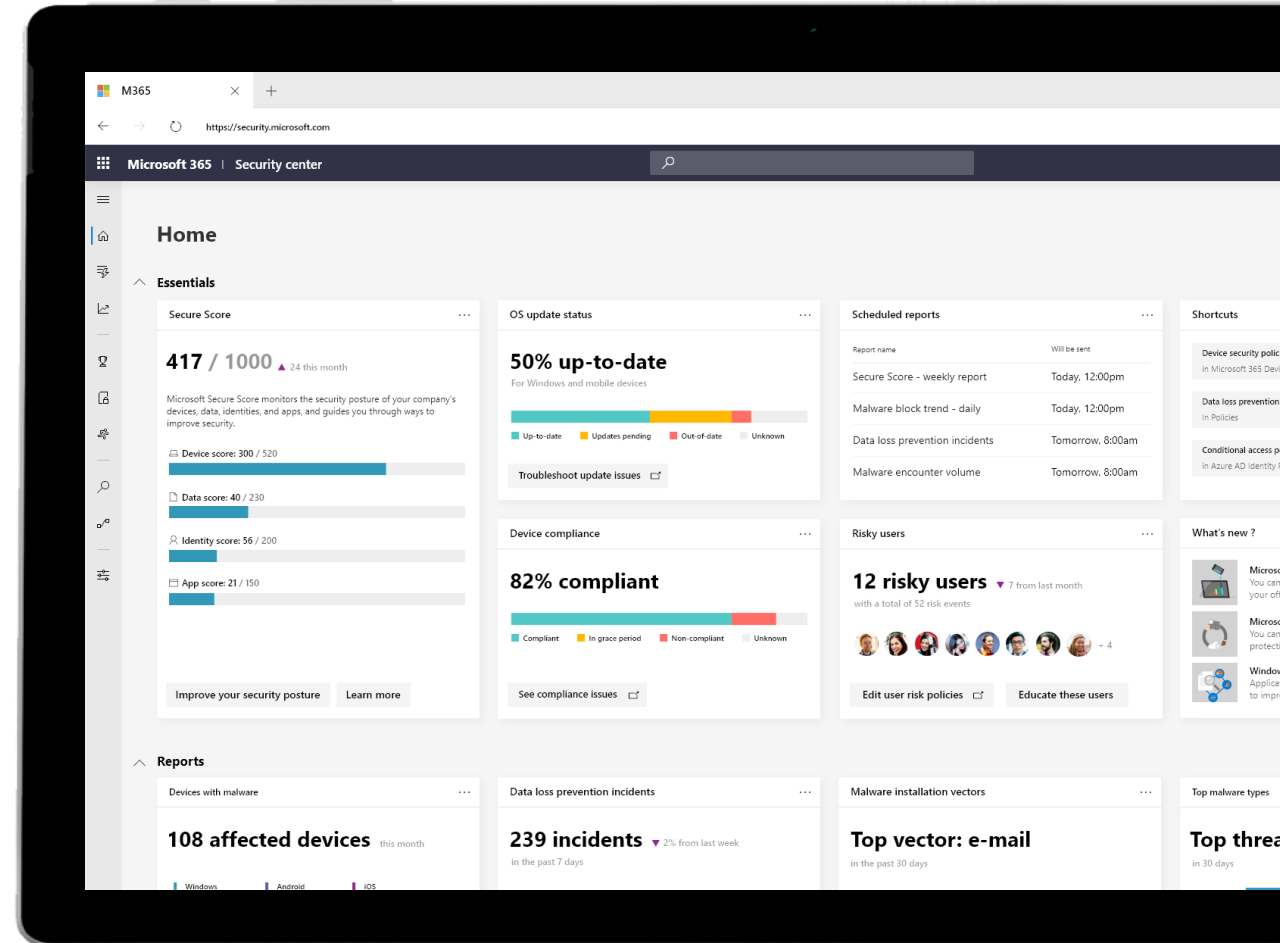 M365
https://security.microsoft.com
Microsoft 365 | Security center
Home
Essentials
Secure Score
417 / 1000 24 this month
Microsoft Secure Score monitors the security posture of your company's
devices, data, identities, and apps, and guides you through ways to
improve security.
Device score: 300 / 520
Data score: 40 / 230
Identity score: 56 / 200
App score: 21 / 150
Improve your security posture
Learn more
OS update status
50% up-to-date
For Windows and mobile devices
Up-to-date Updates pending Out-of-date Unknown
Troubleshoot update issues
Device compliance
82% compliant
Compliant In grace period Non-compliant Unknown
See compliance issues
Scheduled reports
Report name Will be sent
Secure Score - weekly report Today, 12:00pm
Malware block trend - daily Today, 12:00pm
Data loss prevention incidents Tomorrow, 8:00am
Malware encounter volume Tomorrow, 8:00am
Risky users
12 risky users 7 from last month
with a total of 52 risk events
+ 4
Edit user risk policies
Educate these users
Shortcuts
Device security
in Microsoft 365
Data loss prevention
in Policies
Conditional access
in Azure AD Identity
What's new ?
You can
your
You can
to
Reports
Devices with malware
108 affected devices this month
Windows Android iOS
Data loss prevention incidents
239 incidents 2% from last week
in the past 7 days
Malware installation vectors
Top vector: e-mail
in the past 30 days
Top malware types
Top
in 30 days